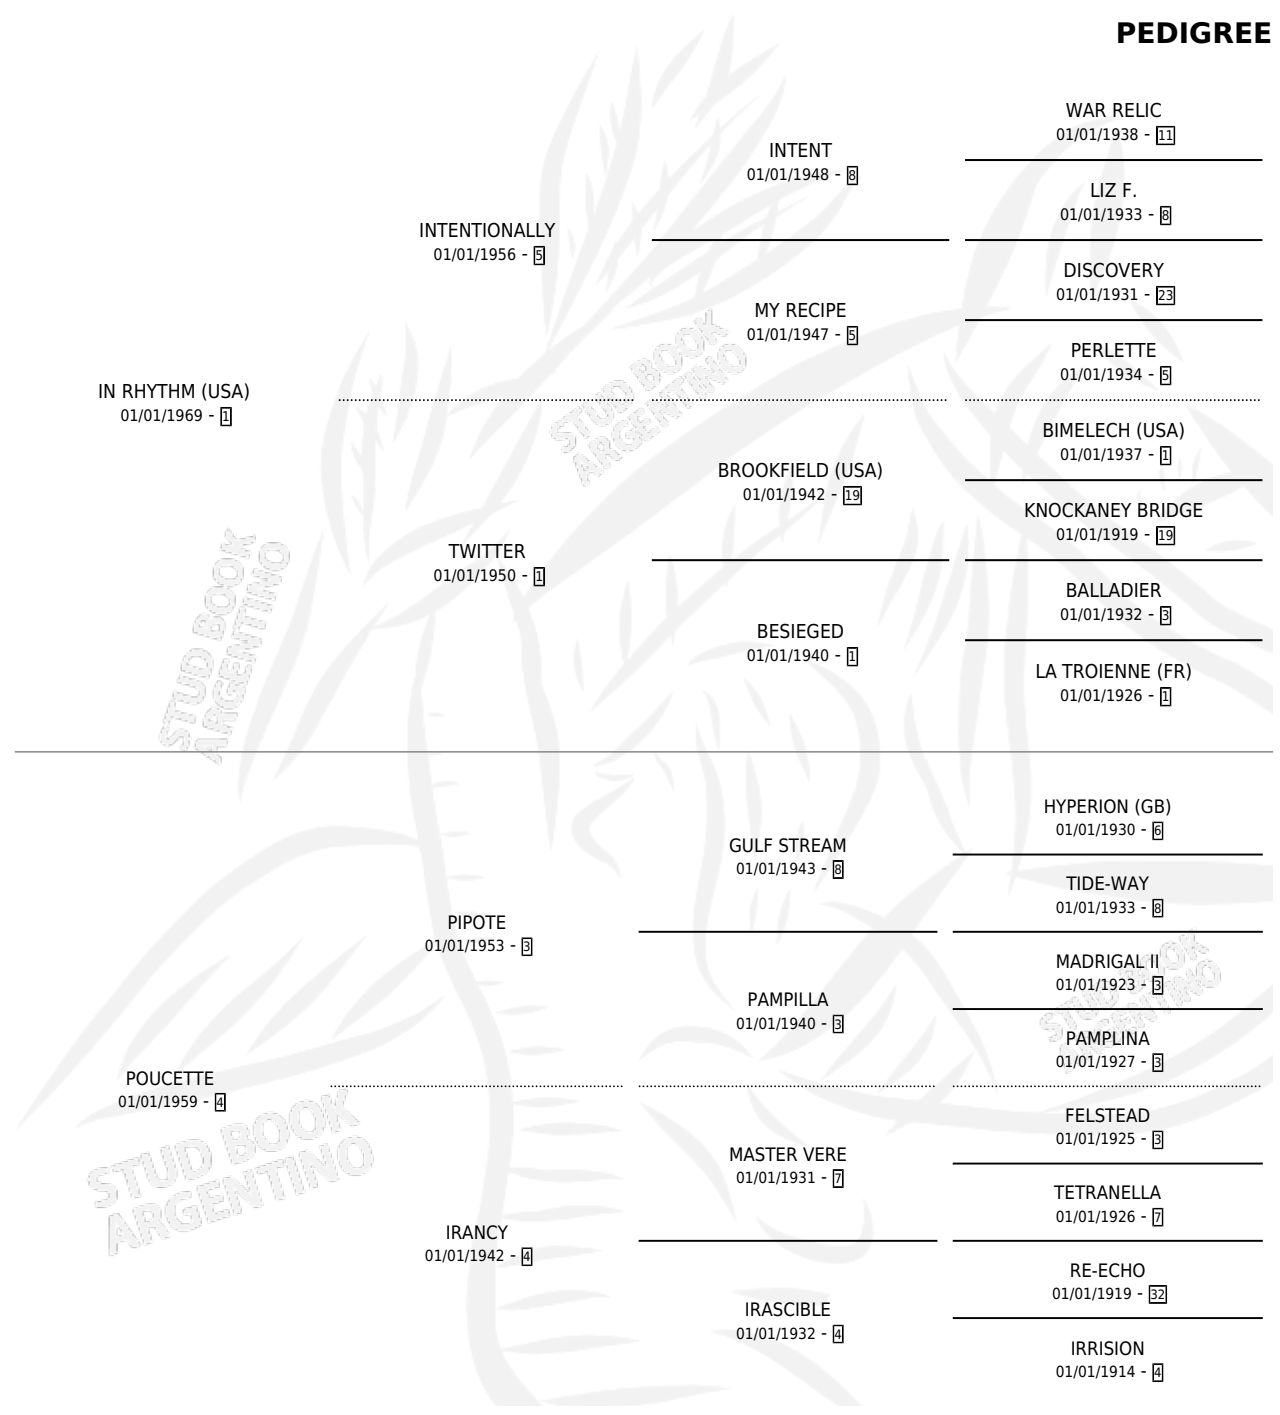 PEDIGREE
WAR RELIC
01/01/1938 - 11
INTENT
01/01/1948 - 8
LIZ F.
01/01/1933 - 8
INTENTIONALLY
01/01/1956 - 5
DISCOVERY
01/01/1931 - 23
MY RECIPE
01/01/1947 - 5
PERLETTE
01/01/1934 - 5
IN RHYTHM (USA)
01/01/1969 - 1
BIMELECH (USA)
01/01/1937 - 1
BROOKFIELD (USA)
01/01/1942 - 19
KNOCKANEY BRIDGE
01/01/1919 - 19
TWITTER
01/01/1950 - 1
BALLADIER
01/01/1932 - 3
BESIEGED
01/01/1940 - 1
LA TROIENNE (FR)
01/01/1926 - 1
HYPERION (GB)
01/01/1930 - 6
GULF STREAM
01/01/1943 - 8
TIDE-WAY
01/01/1933 - 8
PIPOTE
01/01/1953 - 3
MADRIGAL II
01/01/1923 - 3
PAMPILLA
01/01/1940 - 3
PAMPLINA
01/01/1927 - 3
POUCETTE
01/01/1959 - 4
FELSTEAD
01/01/1925 - 3
MASTER VERE
01/01/1931 - 7
TETRANELLA
01/01/1926 - 7
IRANCY
01/01/1942 - 4
RE-ECHO
01/01/1919 - 32
IRASCIBLE
01/01/1932 - 4
IRRISION
01/01/1914 - 4
STUD BOOK
ARGENTINO
STUD BOOK
ARGENTINO
STUD BOOK
ARGENTINO
STUD BOOK
ARGENTINO